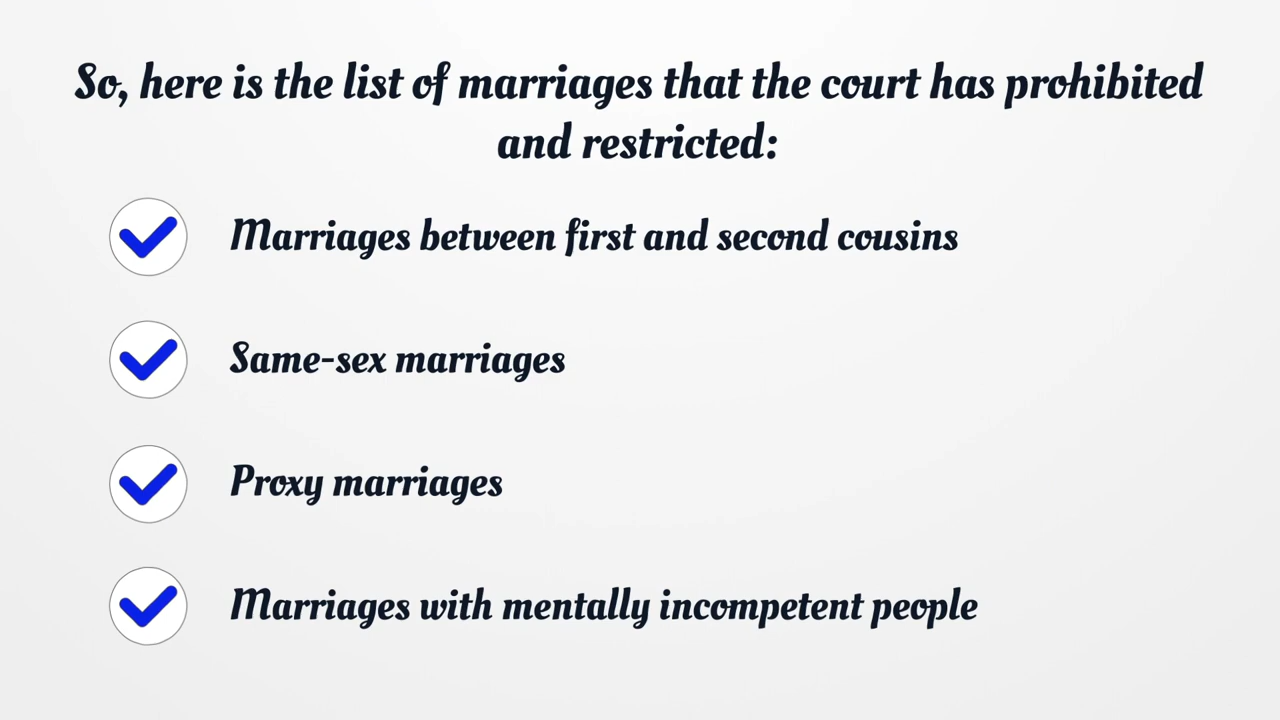 So, here is the list of marriages that the court has prohibited
and restricted:
Marriages between first and second cousins
Same-sex marriages
Proxy marriages
Marriages with mentally incompetent people